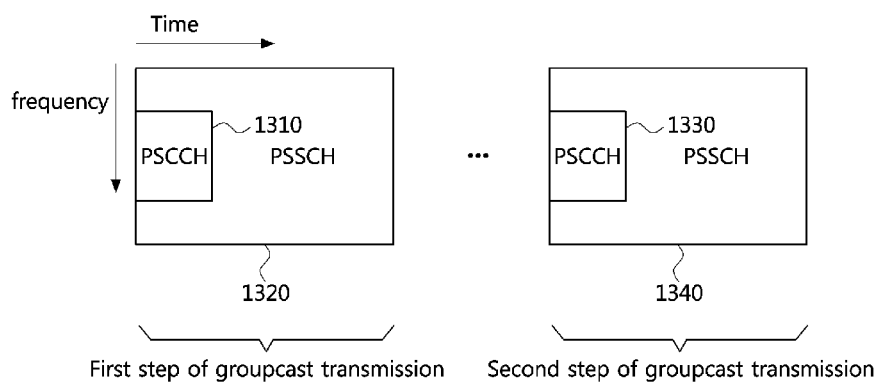 Time
frequency
1310
PSCCH
PSSCH
...
1330
PSCCH
PSSCH
1320
1340
First step of groupcast transmission
Second step of groupcast transmission